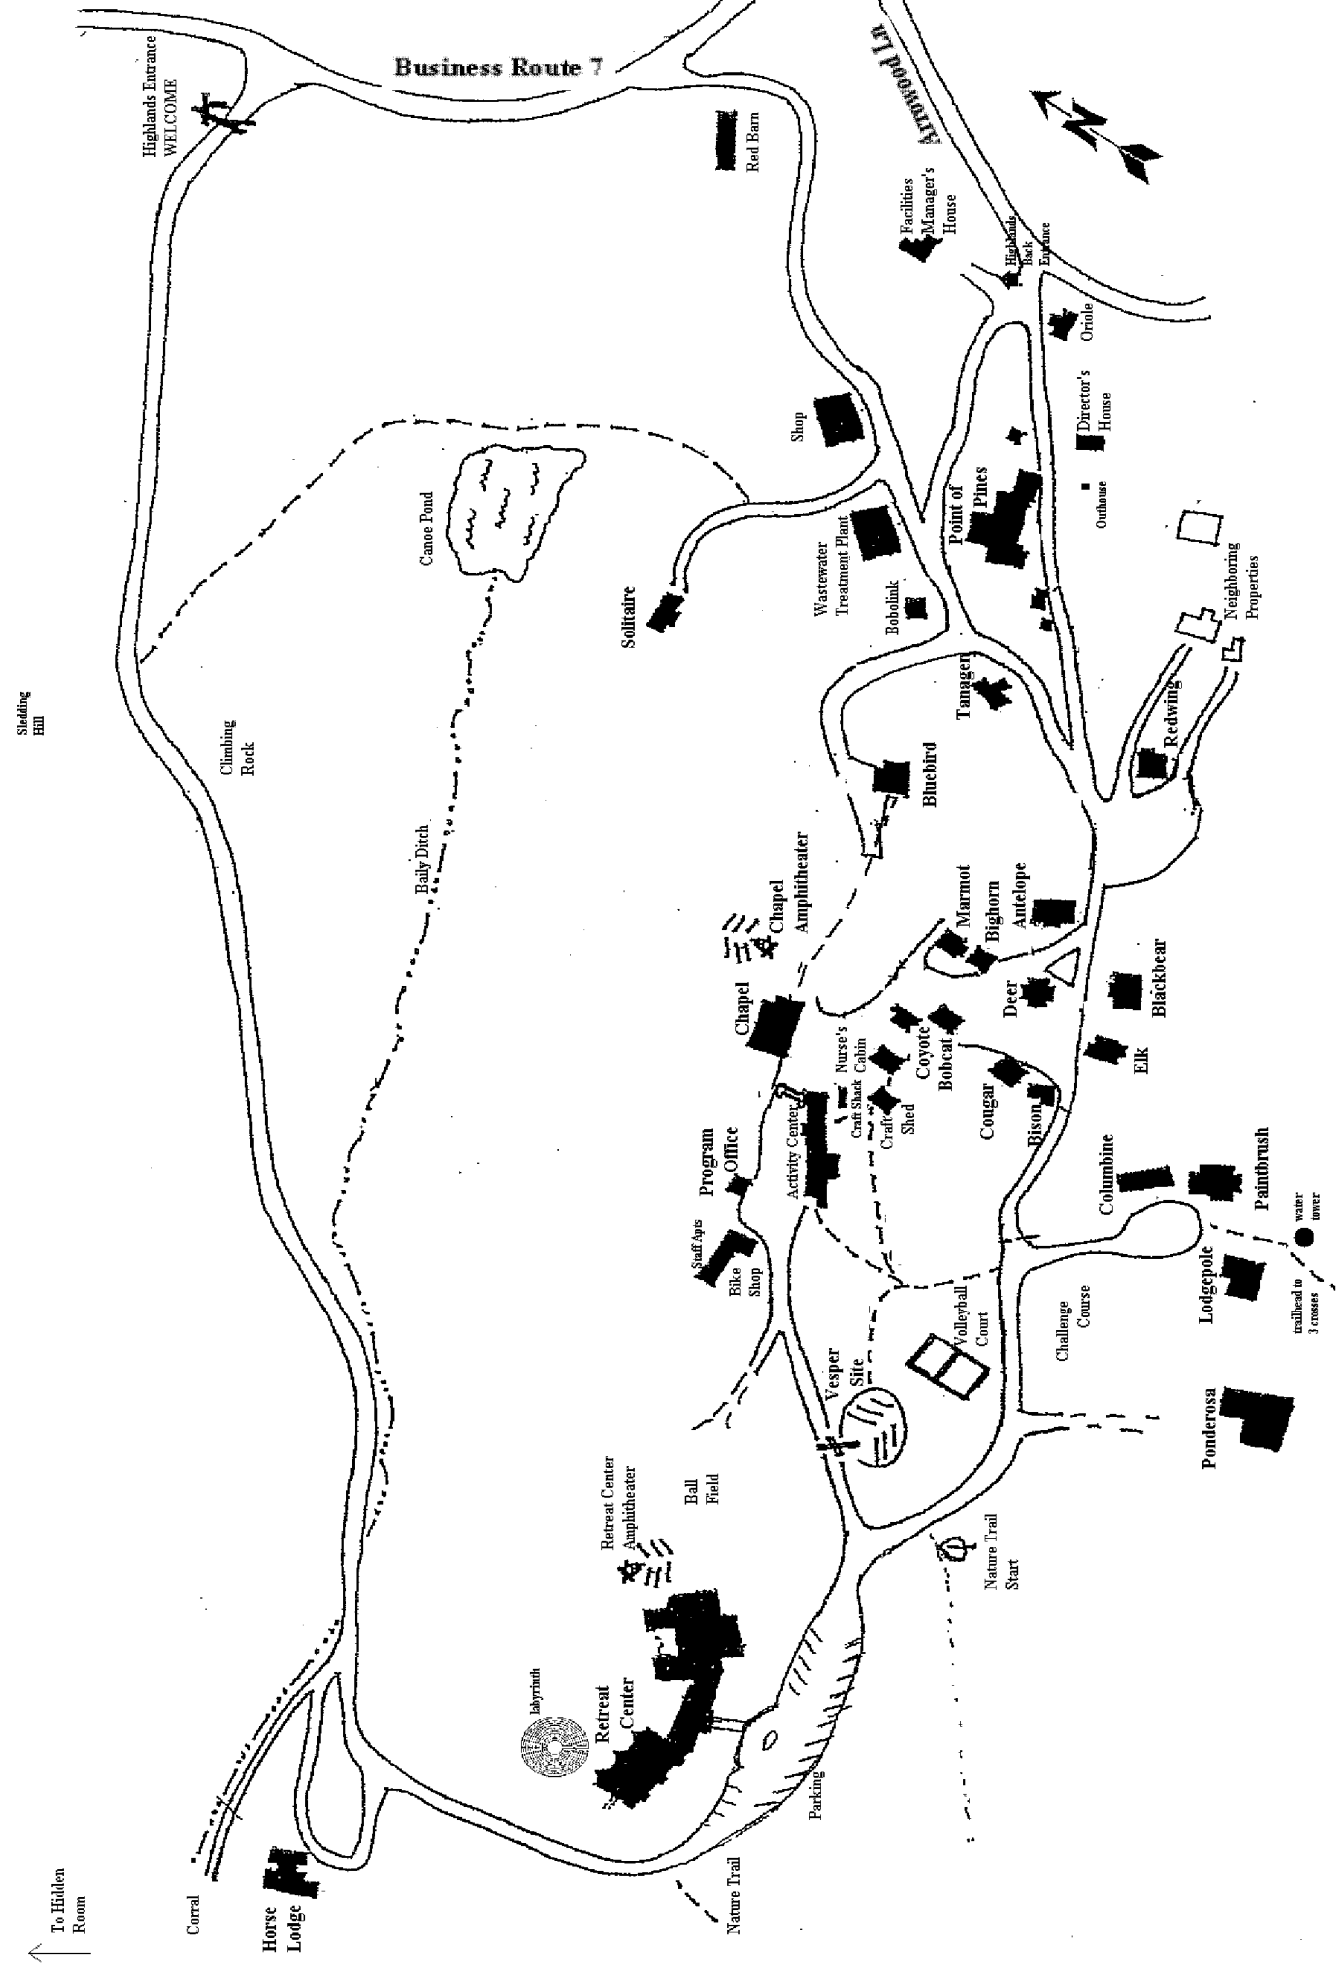 Business Route 7
Arnowood Ln
N
Highlands Entrance
WELCOME
Red Barn
Facilities
Manager's
House
Highlands
Back
Entrance
Oriole
Director's
House
Outhouse
Shop
Point of
Pines
Wastewater
Treatment Plant
Bobolink
Solitaire
Canoe Pond
Neighboring
Properties
Sledding
Hill
Climbing
Rock
Tanager
Redwing
Bluebird
Baily Ditch
Chapel
Amphitheater
Marmot
Bighorn
Antelope
Chapel
Deer
Blackbear
Nurse's
Cabin
Coyote
Bobcat
Elk
Craft Shack
Craft
Shed
Cougar
Bison
Activity Center
Program
Office
Columbine
Paintbrush
water
tower
Staff Apts
Bike
Shop
Lodgepole
trailhead to
3 crosses
Challenge
Course
Volleyball
Court
Vesper
Site
Ponderosa
Ball
Field
Retreat Center
Amphitheater
Nature Trail
Start
labyrinth
Retreat
Center
Parking
Nature Trail
Corral
Horse
Lodge
To Hidden
Room